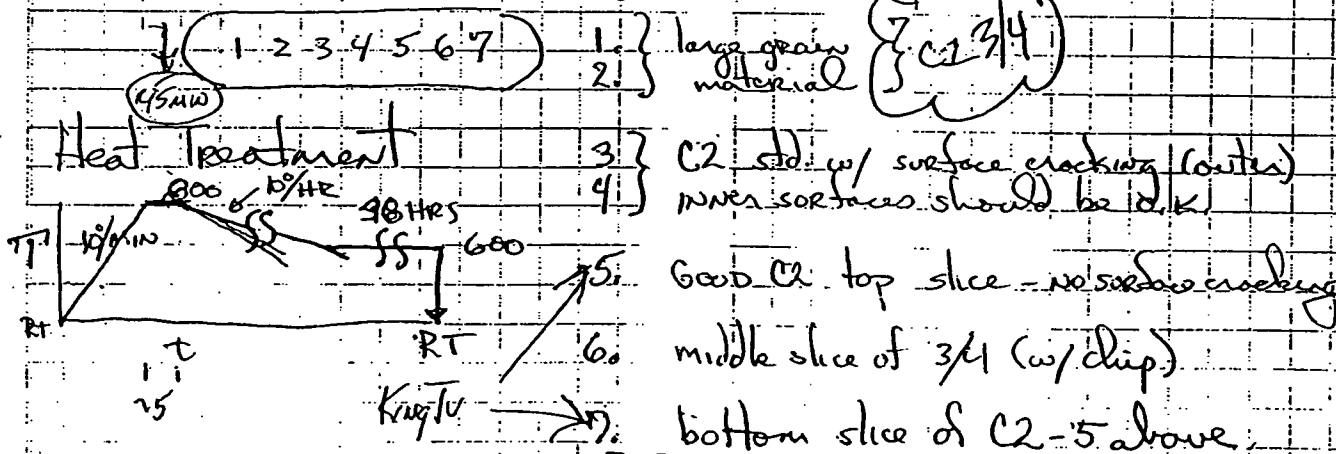 1 2 3 4 5 6 7
1. } large grain
2. } material
} C2 3/4
Heat Treatment
800
10°/HR
10°/MIN
48 HRS
600
T
RT
t
RT
3 } C2 std. w/ surface cracking (outer)
4 } INNER SURFACES should be O.K.
5. GOOD C2 top slice - NO SURFACE cracking
6. middle slice of 3/4 (w/ chip)
7. bottom slice of C2-5 above.